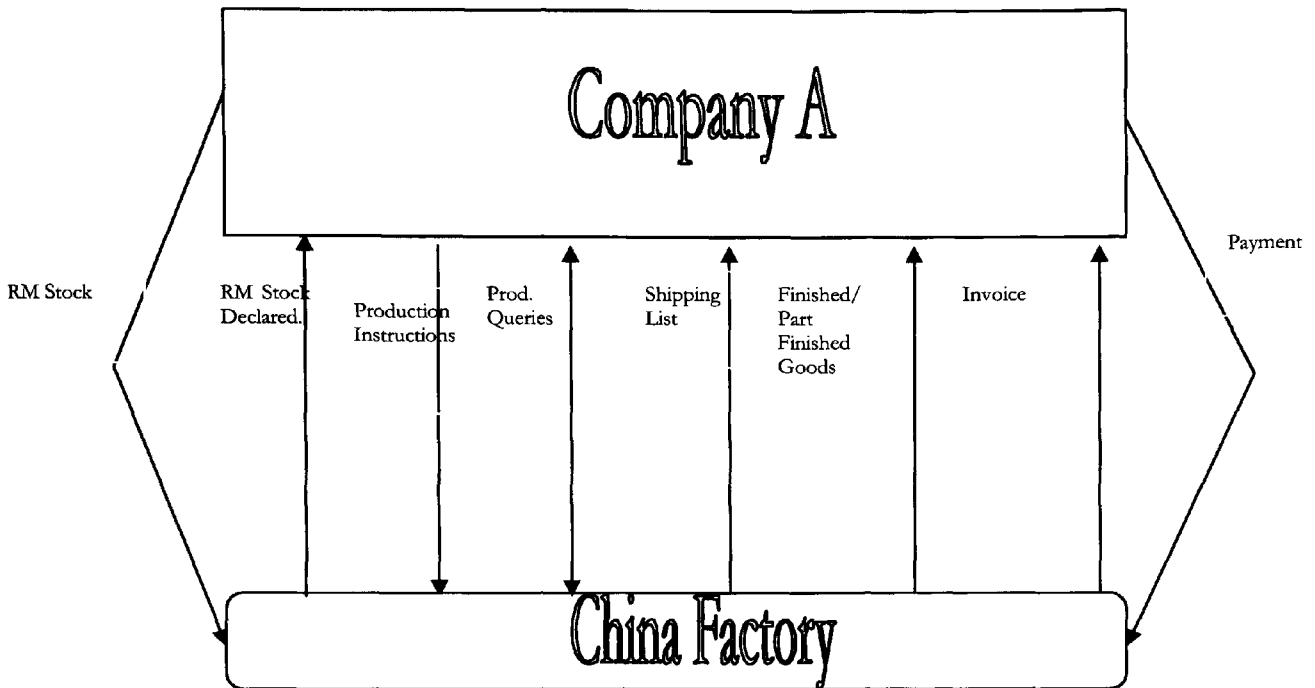 Company A
RM Stock
RM Stock
Declared.
Production
Instructions
Prod.
Queries
Shipping
List
Finished/
Part
Finished
Goods
Invoice
Payment
China Factory